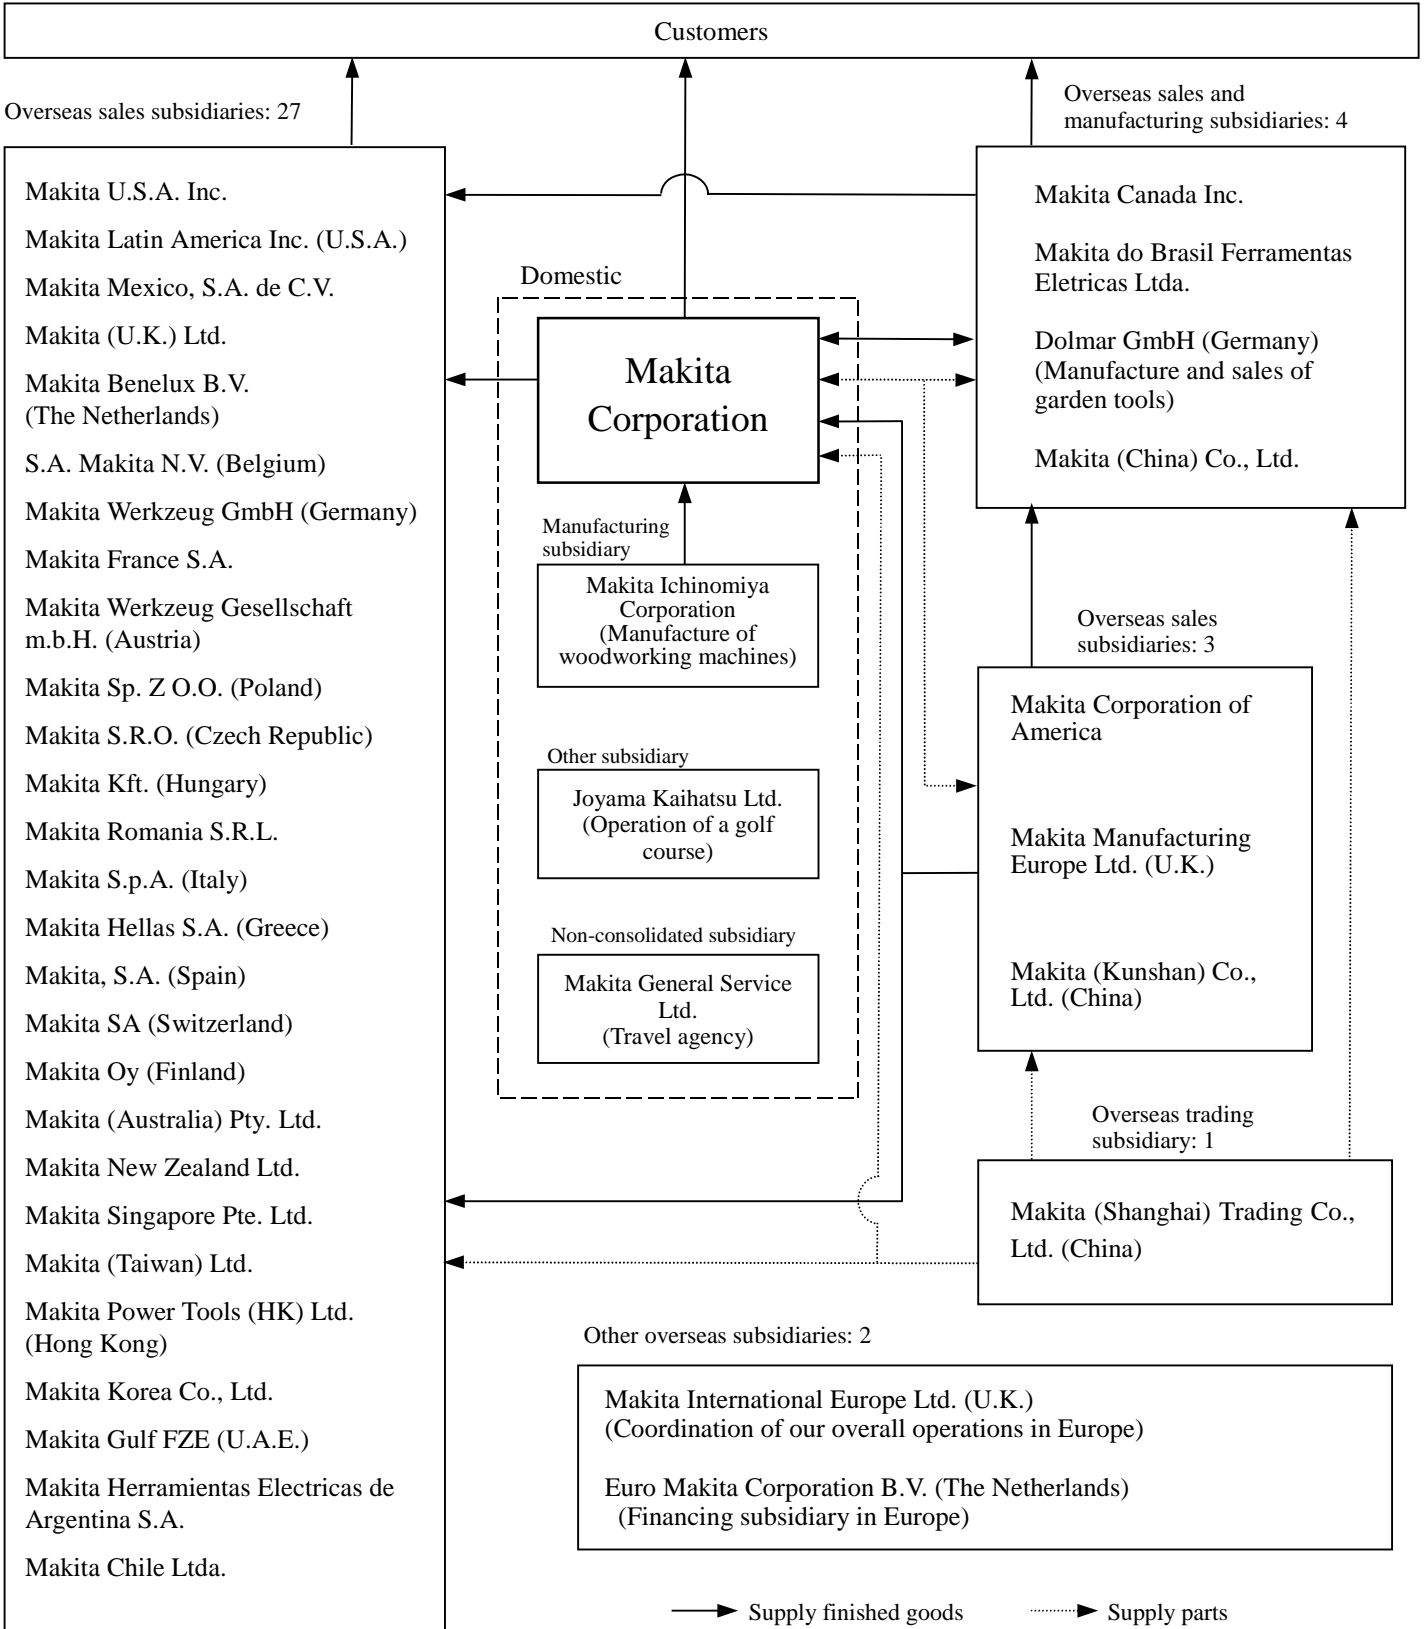 Customers
Overseas sales subsidiaries: 27
Makita U.S.A. Inc.
Makita Latin America Inc. (U.S.A.)
Makita Mexico, S.A. de C.V.
Makita (U.K.) Ltd.
Makita Benelux B.V.
(The Netherlands)
S.A. Makita N.V. (Belgium)
Makita Werkzeug GmbH (Germany)
Makita France S.A.
Makita Werkzeug Gesellschaft
m.b.H. (Austria)
Makita Sp. Z O.O. (Poland)
Makita S.R.O. (Czech Republic)
Makita Kft. (Hungary)
Makita Romania S.R.L.
Makita S.p.A. (Italy)
Makita Hellas S.A. (Greece)
Makita, S.A. (Spain)
Makita SA (Switzerland)
Makita Oy (Finland)
Makita (Australia) Pty. Ltd.
Makita New Zealand Ltd.
Makita Singapore Pte. Ltd.
Makita (Taiwan) Ltd.
Makita Power Tools (HK) Ltd.
(Hong Kong)
Makita Korea Co., Ltd.
Makita Gulf FZE (U.A.E.)
Makita Herramientas Electricas de
Argentina S.A.
Makita Chile Ltda.
Domestic
Makita
Corporation
Manufacturing
subsidiary
Makita Ichinomiya
Corporation
(Manufacture of
woodworking machines)
Other subsidiary
Joyama Kaihatsu Ltd.
(Operation of a golf
course)
Non-consolidated subsidiary
Makita General Service
Ltd.
(Travel agency)
Overseas sales and
manufacturing subsidiaries: 4
Makita Canada Inc.
Makita do Brasil Ferramentas
Eletricas Ltda.
Dolmar GmbH (Germany)
(Manufacture and sales of
garden tools)
Makita (China) Co., Ltd.
Overseas sales
subsidiaries: 3
Makita Corporation of
America
Makita Manufacturing
Europe Ltd. (U.K.)
Makita (Kunshan) Co.,
Ltd. (China)
Overseas trading
subsidiary: 1
Makita (Shanghai) Trading Co.,
Ltd. (China)
Other overseas subsidiaries: 2
Makita International Europe Ltd. (U.K.)
(Coordination of our overall operations in Europe)
Euro Makita Corporation B.V. (The Netherlands)
(Financing subsidiary in Europe)
Supply finished goods
Supply parts